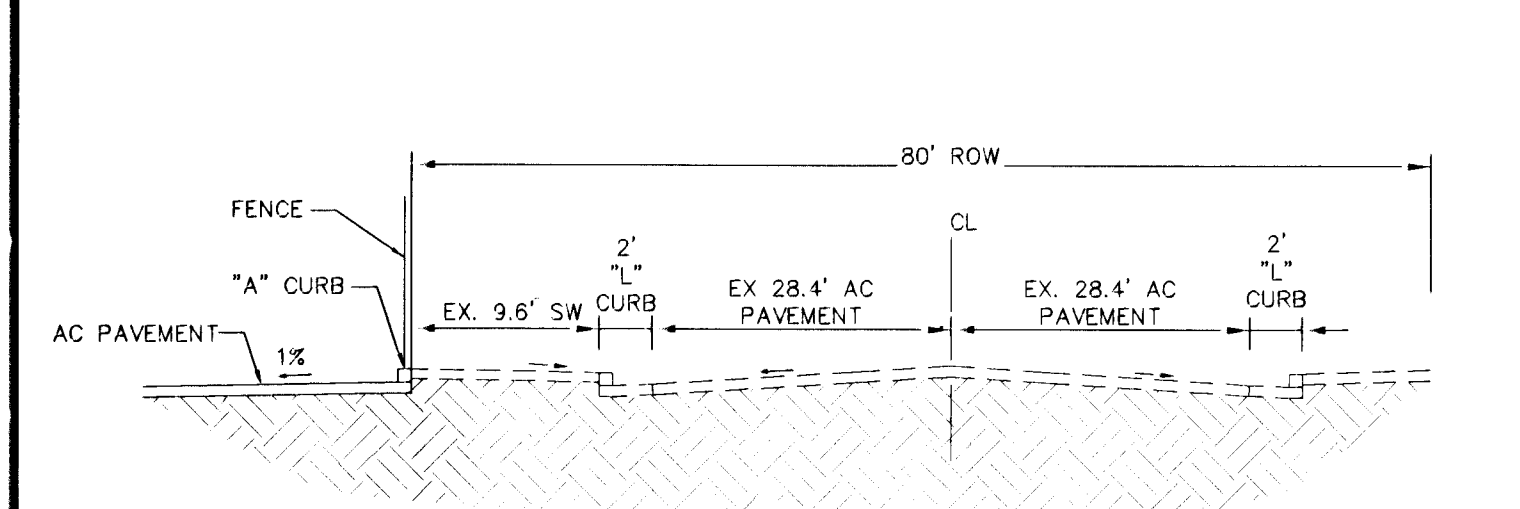 80' ROW
FENCE
CL
2'
"L"
CURB
2'
"L"
CURB
"A" CURB
EX. 9.6' SW
EX 28.4' AC
PAVEMENT
EX. 28.4' AC
PAVEMENT
AC PAVEMENT
1%